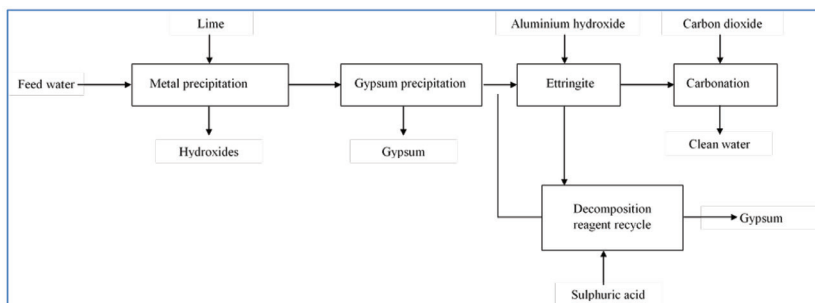 Lime
Aluminium hydroxide
Carbon dioxide
Feed water
Metal precipitation
Gypsum precipitation
Ettringite
Carbonation
Hydroxides
Gypsum
Clean water
Decomposition
reagent recycle
Gypsum
Sulphuric acid